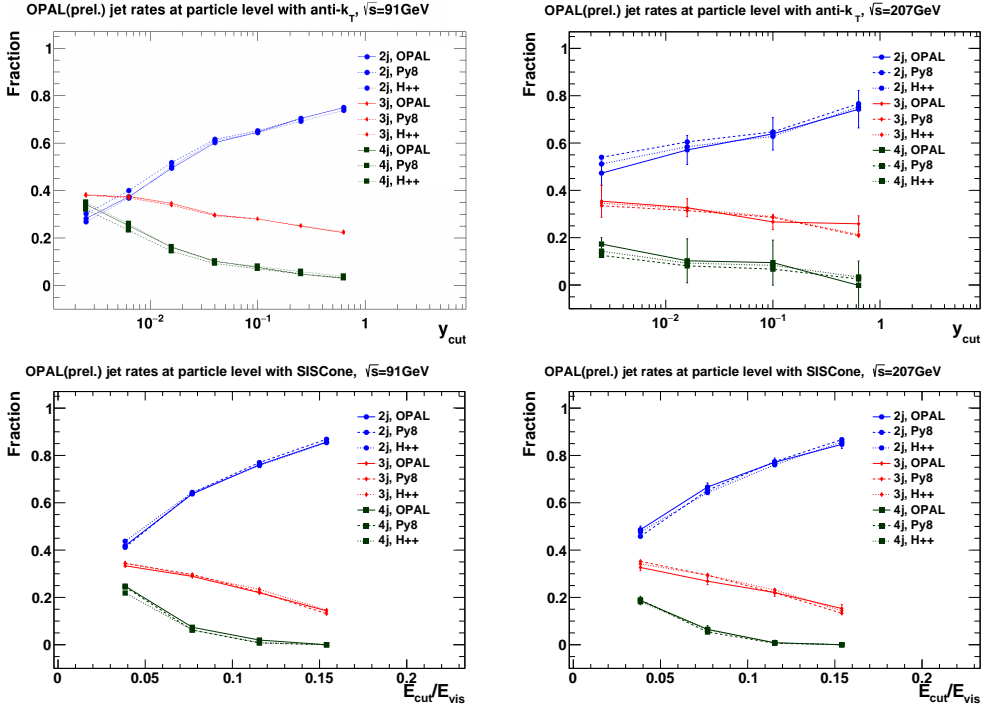 OPAL(prel.) jet rates at particle level with anti-k_T, √s=91GeV
Fraction
1
0.8
0.6
0.4
0.2
0
2j, OPAL
2j, Py8
2j, H++
3j, OPAL
3j, Py8
3j, H++
4j, OPAL
4j, Py8
4j, H++
10⁻²
10⁻¹
1
y_cut
OPAL(prel.) jet rates at particle level with anti-k_T, √s=207GeV
Fraction
1
0.8
0.6
0.4
0.2
0
2j, OPAL
2j, Py8
2j, H++
3j, OPAL
3j, Py8
3j, H++
4j, OPAL
4j, Py8
4j, H++
10⁻²
10⁻¹
1
y_cut
OPAL(prel.) jet rates at particle level with SISCone, √s=91GeV
Fraction
1
0.8
0.6
0.4
0.2
0
2j, OPAL
2j, Py8
2j, H++
3j, OPAL
3j, Py8
3j, H++
4j, OPAL
4j, Py8
4j, H++
0
0.05
0.1
0.15
0.2
E_cut/E_vis
OPAL(prel.) jet rates at particle level with SISCone, √s=207GeV
Fraction
1
0.8
0.6
0.4
0.2
0
2j, OPAL
2j, Py8
2j, H++
3j, OPAL
3j, Py8
3j, H++
4j, OPAL
4j, Py8
4j, H++
0
0.05
0.1
0.15
0.2
E_cut/E_vis